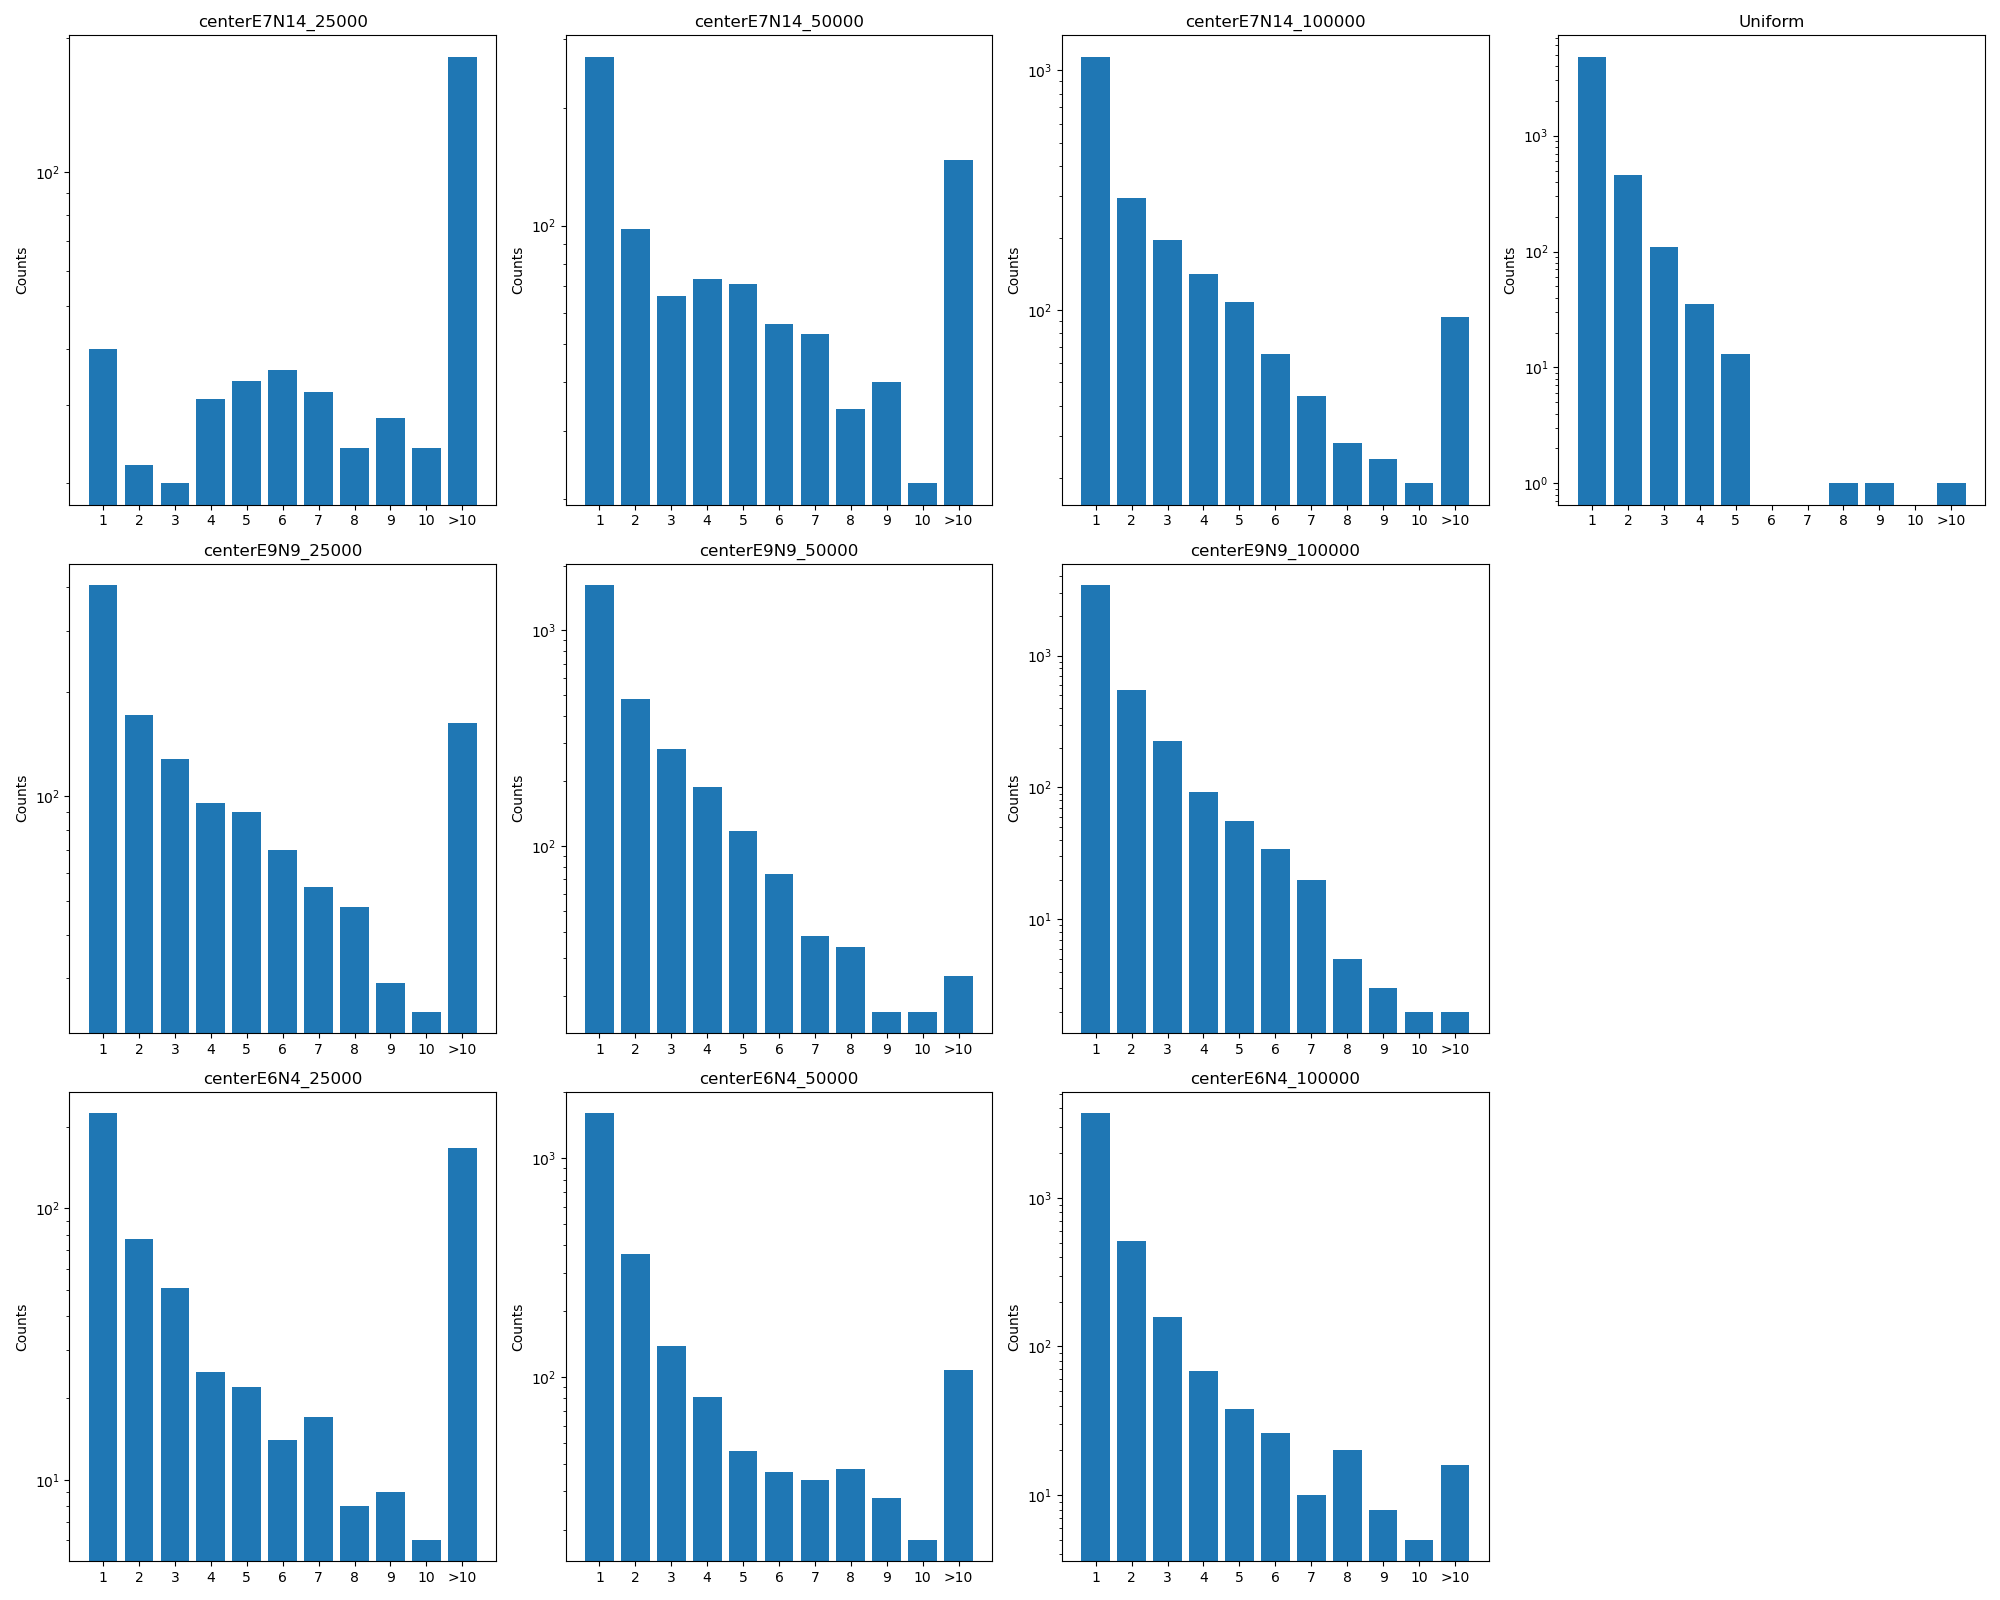 centerE7N14_25000
Counts
10²
1 2 3 4 5 6 7 8 9 10 >10
centerE7N14_50000
Counts
10²
1 2 3 4 5 6 7 8 9 10 >10
centerE7N14_100000
Counts
10³
10²
1 2 3 4 5 6 7 8 9 10 >10
Uniform
Counts
10³
10²
10¹
10⁰
1 2 3 4 5 6 7 8 9 10 >10
centerE9N9_25000
Counts
10²
1 2 3 4 5 6 7 8 9 10 >10
centerE9N9_50000
Counts
10³
10²
1 2 3 4 5 6 7 8 9 10 >10
centerE9N9_100000
Counts
10³
10²
10¹
1 2 3 4 5 6 7 8 9 10 >10
centerE6N4_25000
Counts
10²
10¹
1 2 3 4 5 6 7 8 9 10 >10
centerE6N4_50000
Counts
10³
10²
1 2 3 4 5 6 7 8 9 10 >10
centerE6N4_100000
Counts
10³
10²
10¹
1 2 3 4 5 6 7 8 9 10 >10